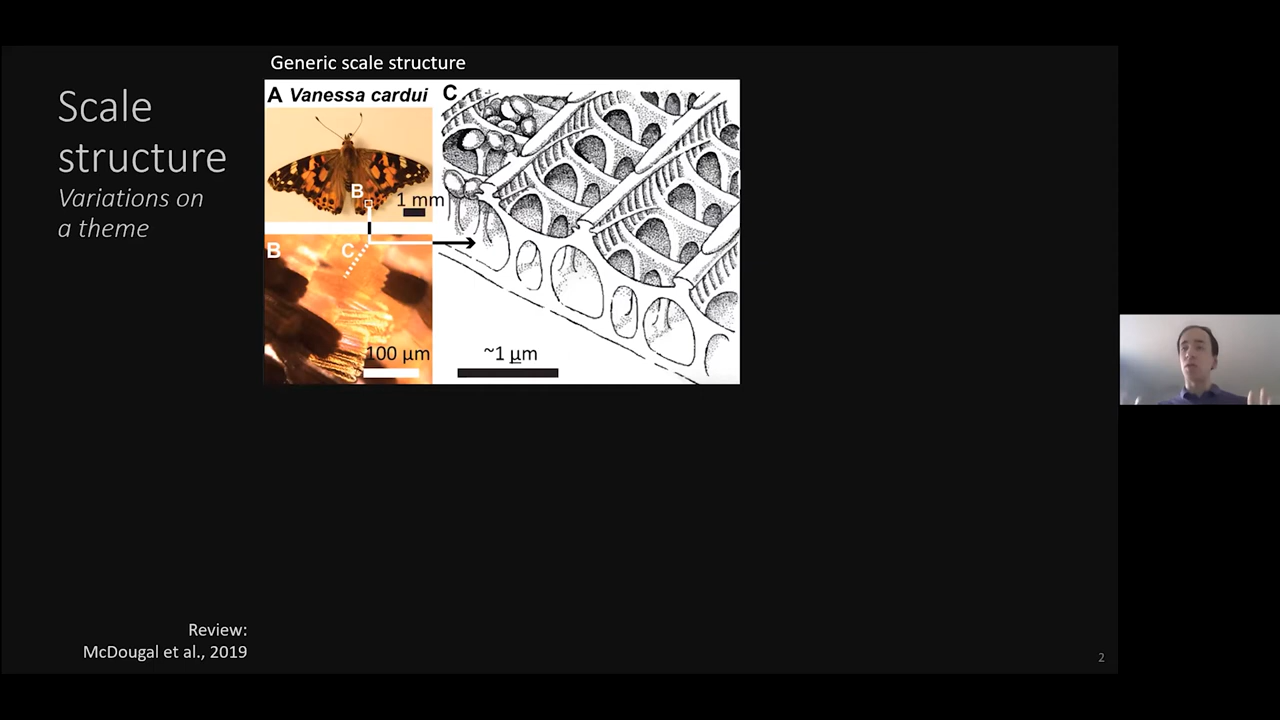 Scale
structure
Variations on
a theme
Generic scale structure
A Vanessa cardui
B
1 mm
B
C
100 µm
C
~1 µm
Review:
McDougal et al., 2019
2